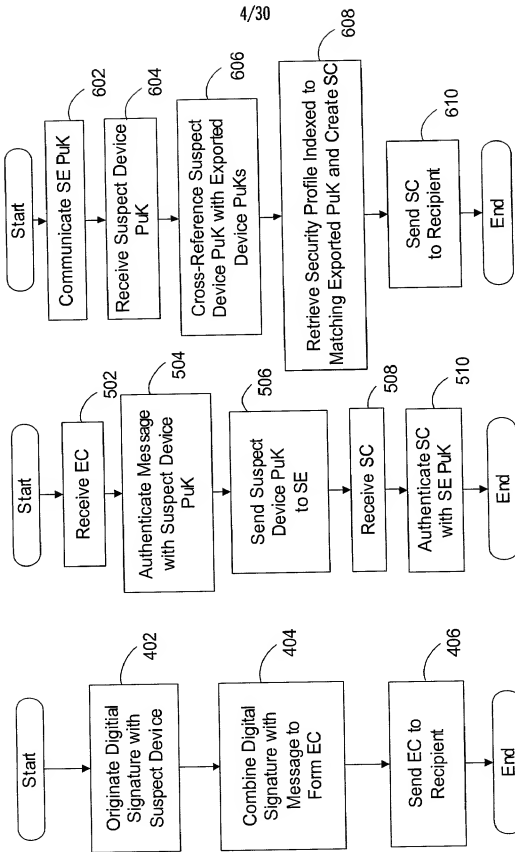 4/30
Start
402
Originate Digitial
Signature with
Suspect Device
404
Combine Digital
Signature with
Message to
Form EC
406
Send EC to
Recipient
End
Start
502
Receive EC
504
Authenticate Message
with Suspect Device
PuK
506
Send Suspect
Device PuK
to SE
508
Receive SC
510
Authenticate SC
with SE PuK
End
Start
602
Communicate SE PuK
604
Receive Suspect Device
PuK
606
Cross-Reference Suspect
Device PuK with Exported
Device PuKs
608
Retrieve Security Profile Indexed to
Matching Exported PuK and Create SC
610
Send SC
to Recipient
End